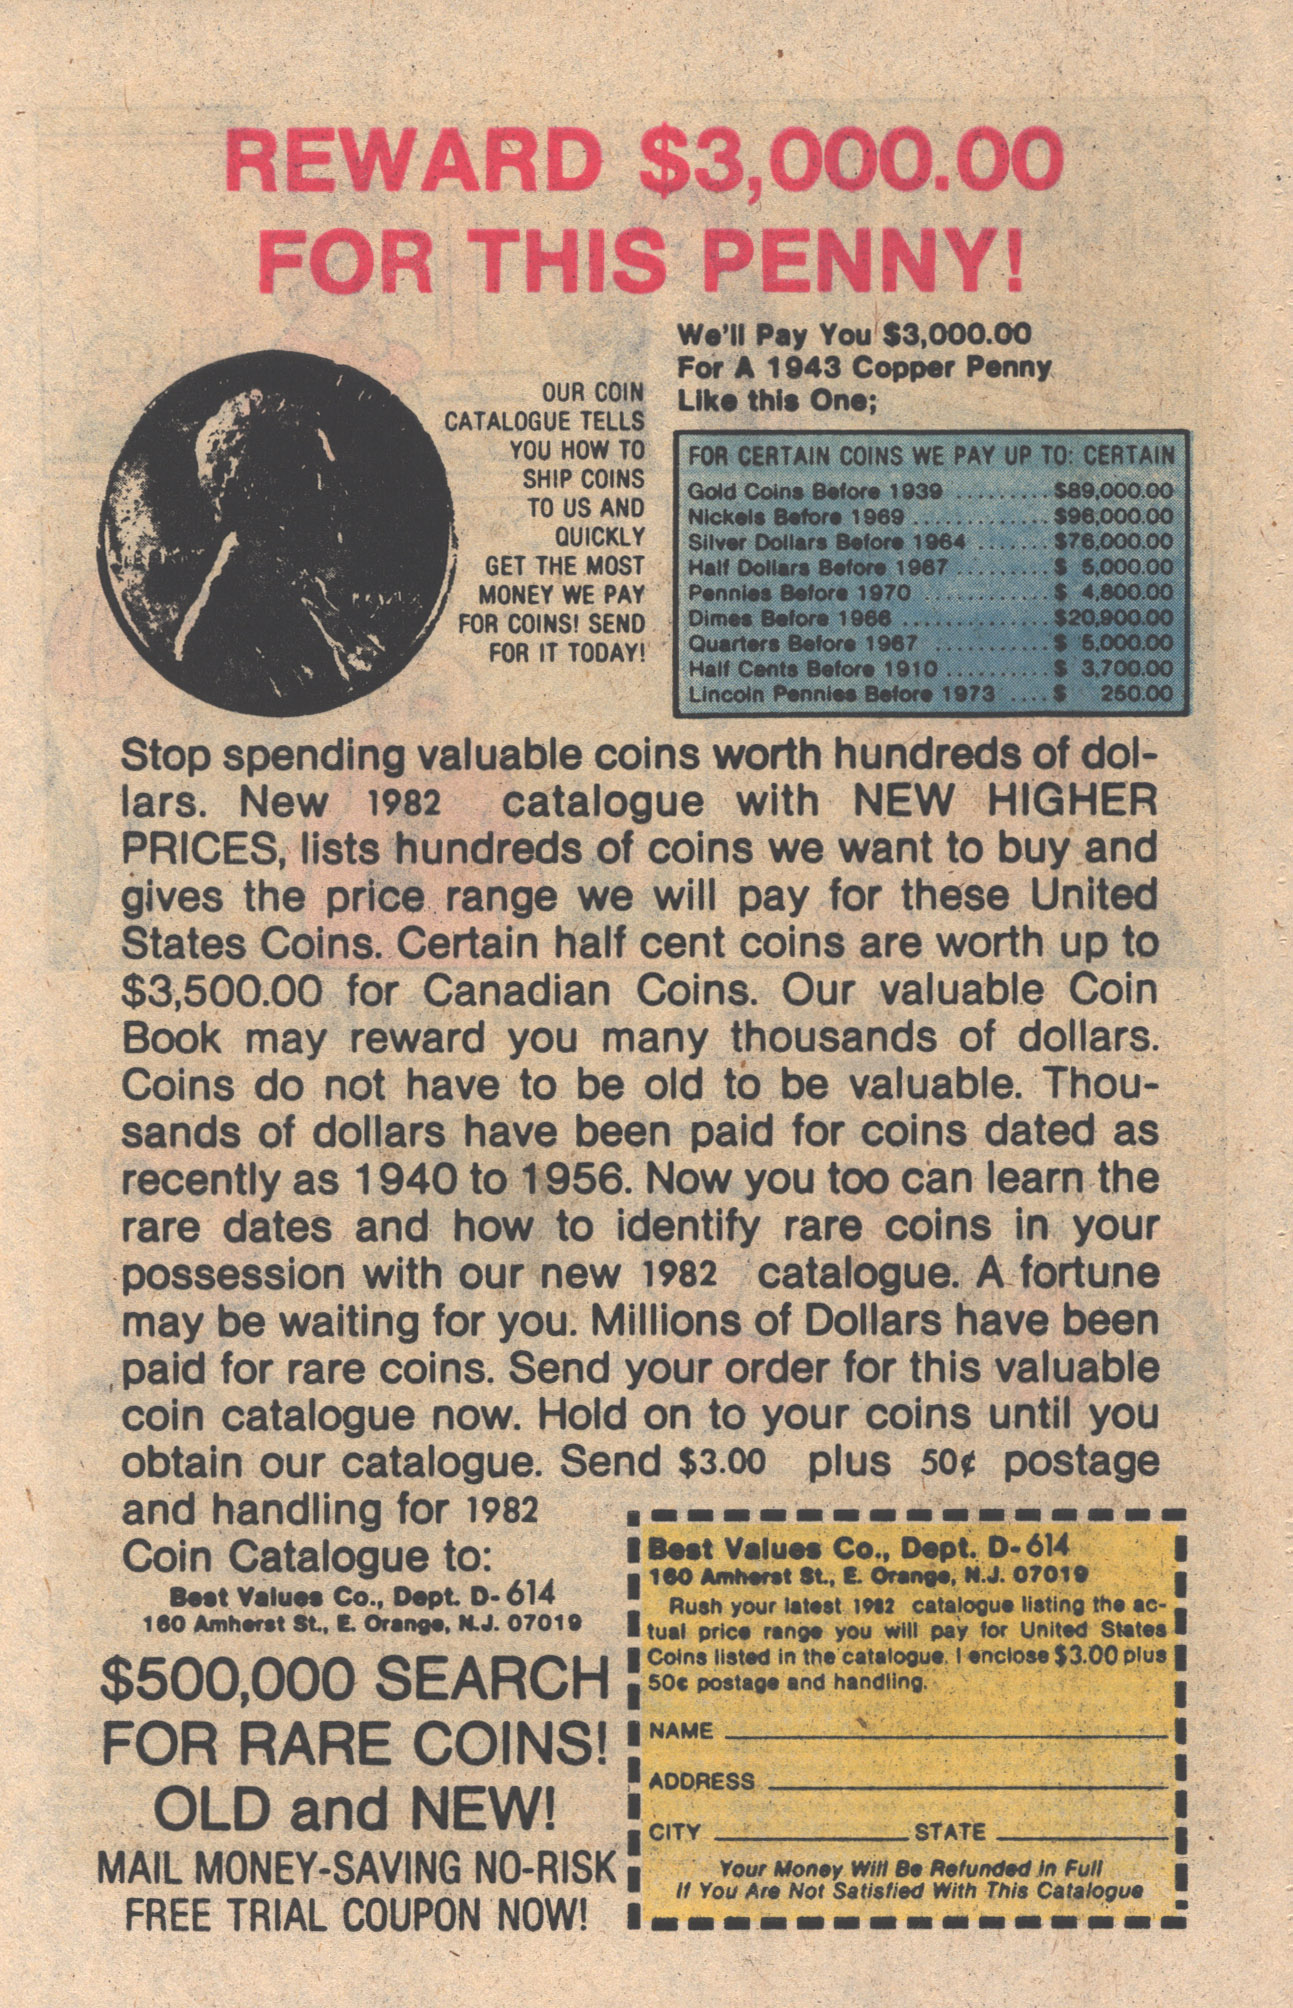 REWARD $3,000.00
FOR THIS PENNY!
We'll Pay You $3,000.00
For A 1943 Copper Penny
Like this One;
OUR COIN
CATALOGUE TELLS
YOU HOW TO
SHIP COINS
TO US AND
QUICKLY
GET THE MOST
MONEY WE PAY
FOR COINS! SEND
FOR IT TODAY!
FOR CERTAIN COINS WE PAY UP TO: CERTAIN
Gold Coins Before 1939 ......... $89,000.00
Nickels Before 1969 ............. $96,000.00
Silver Dollars Before 1964 ....... $76,000.00
Half Dollars Before 1967 ......... $ 5,000.00
Pennies Before 1970 ............ $ 4,800.00
Dimes Before 1966 .............. $20,900.00
Quarters Before 1967 ........... $ 5,000.00
Half Cents Before 1910 .......... $ 3,700.00
Lincoln Pennies Before 1973 .... $ 250.00
Stop spending valuable coins worth hundreds of dol-
lars. New 1982 catalogue with NEW HIGHER
PRICES, lists hundreds of coins we want to buy and
gives the price range we will pay for these United
States Coins. Certain half cent coins are worth up to
$3,500.00 for Canadian Coins. Our valuable Coin
Book may reward you many thousands of dollars.
Coins do not have to be old to be valuable. Thou-
sands of dollars have been paid for coins dated as
recently as 1940 to 1956. Now you too can learn the
rare dates and how to identify rare coins in your
possession with our new 1982 catalogue. A fortune
may be waiting for you. Millions of Dollars have been
paid for rare coins. Send your order for this valuable
coin catalogue now. Hold on to your coins until you
obtain our catalogue. Send $3.00 plus 50¢ postage
and handling for 1982
Coin Catalogue to:
Best Values Co., Dept. D-614
160 Amherst St., E. Orange, N.J. 07019
$500,000 SEARCH
FOR RARE COINS!
OLD and NEW!
MAIL MONEY-SAVING NO-RISK
FREE TRIAL COUPON NOW!
Best Values Co., Dept. D-614
160 Amherst St., E. Orange, N.J. 07019
Rush your latest 1982 catalogue listing the ac-
tual price range you will pay for United States
Coins listed in the catalogue. I enclose $3.00 plus
50¢ postage and handling.
NAME
ADDRESS
CITY STATE
Your Money Will Be Refunded in Full
If You Are Not Satisfied With This Catalogue